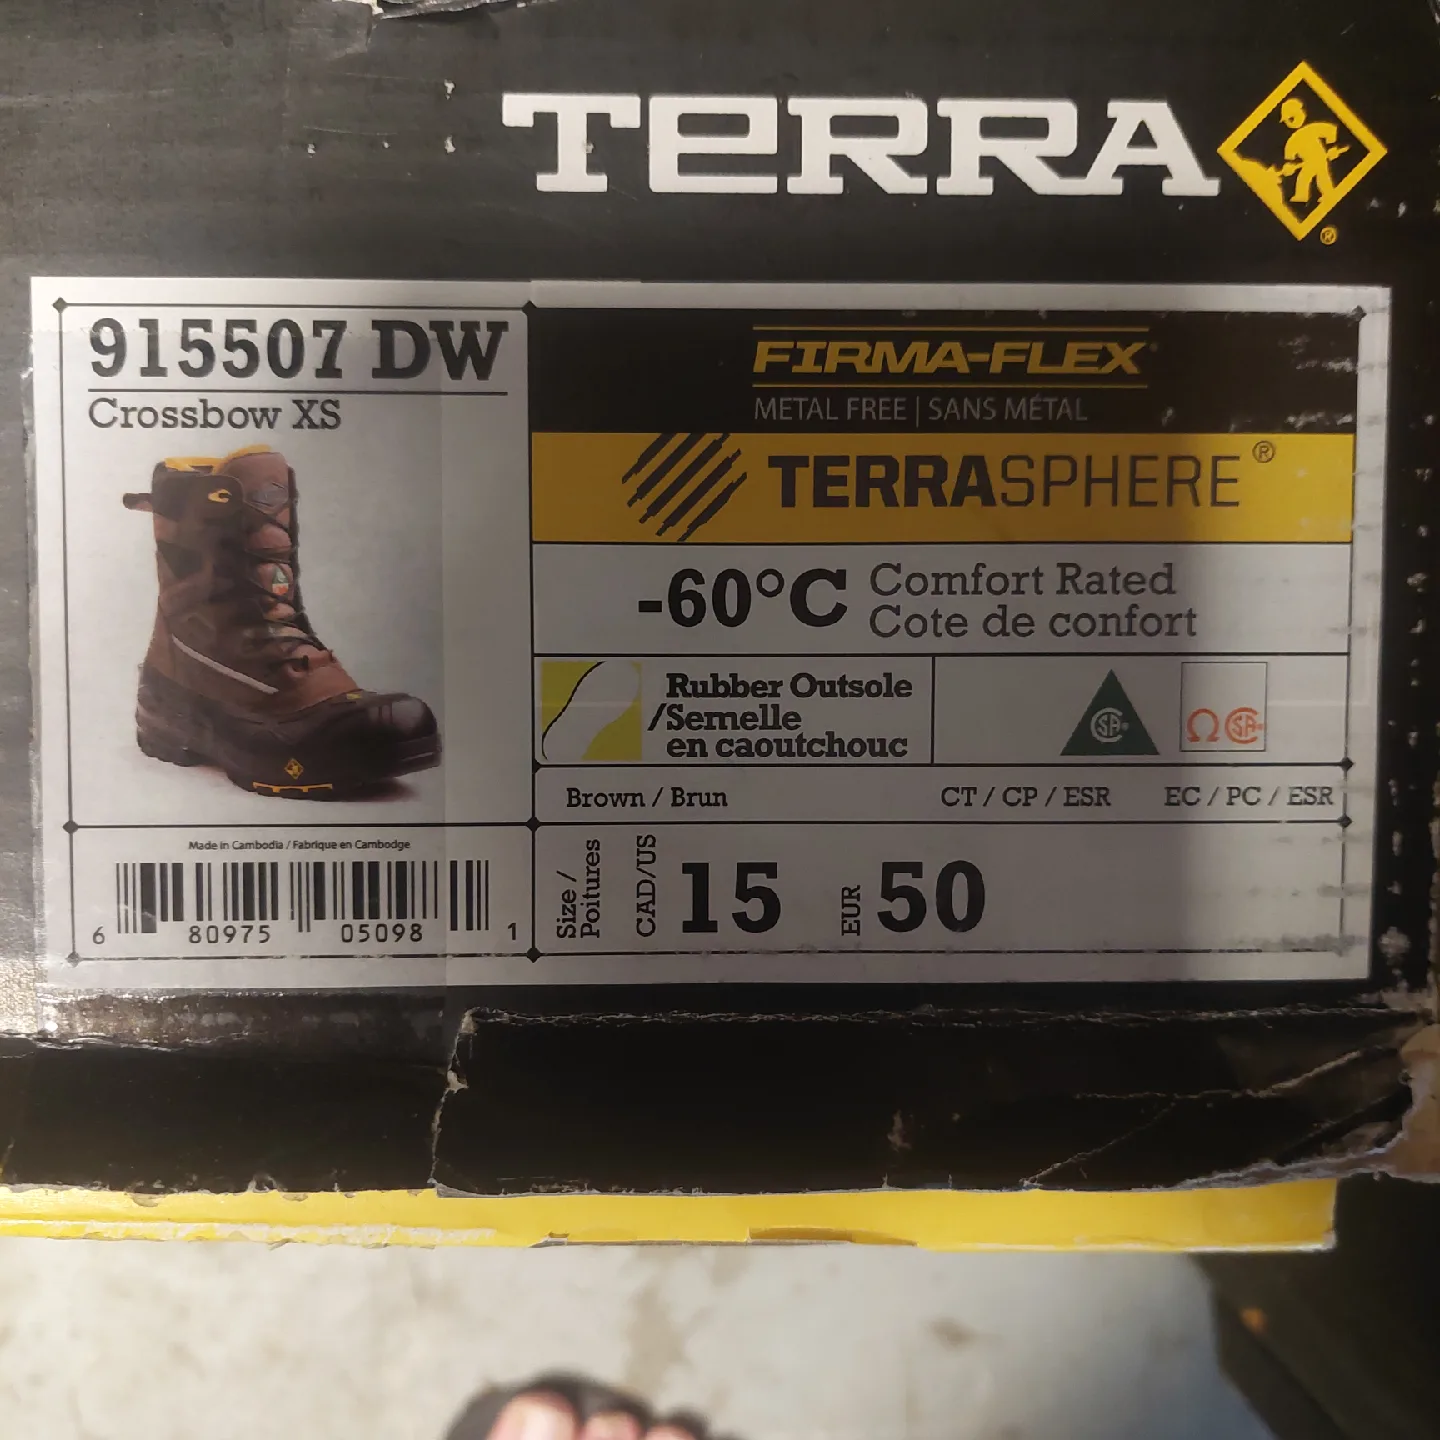 TERRA
®
915507 DW
Crossbow XS
FIRMA-FLEX
METAL FREE | SANS MÉTAL
TERRASPHERE®
-60°C Comfort Rated
Cote de confort
Rubber Outsole
/Semelle
en caoutchouc
CSA® Ω CSA®
Brown / Brun CT / CP / ESR EC / PC / ESR
Made in Cambodia / Fabrique en Cambodge
6 80975 05098 1
Size /
Poitures
CAD/US 15 EUR 50